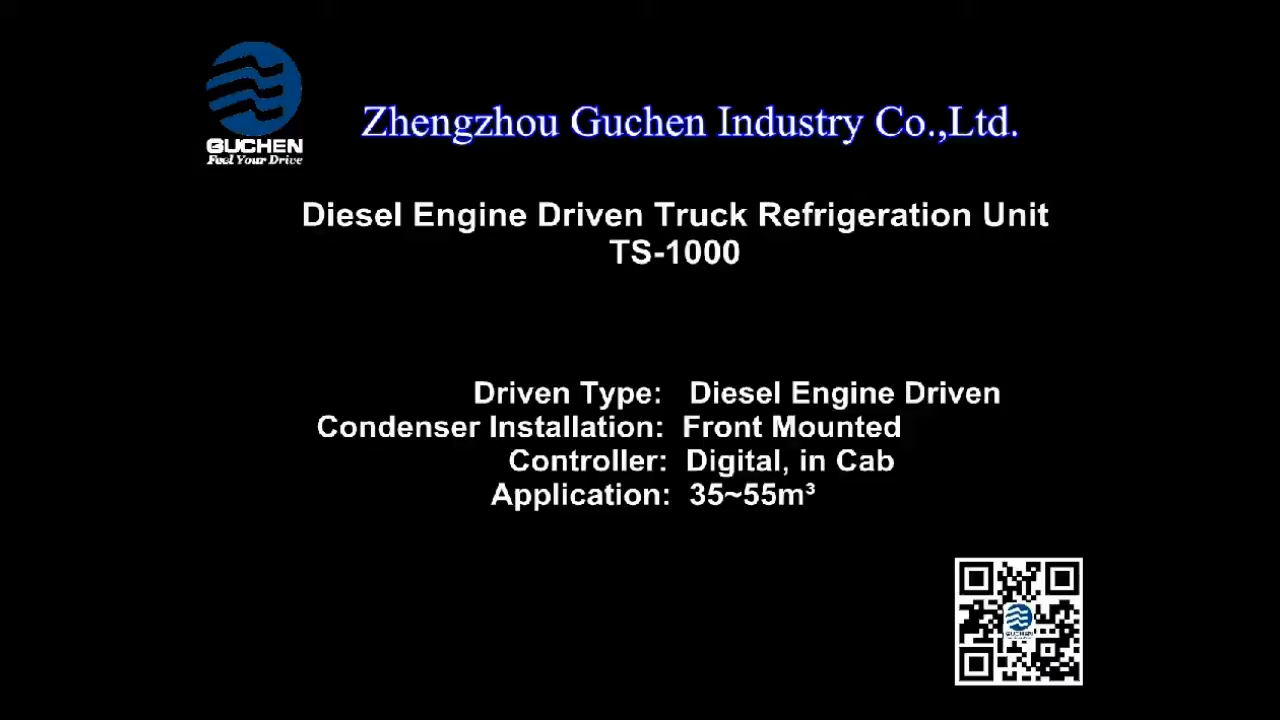 GUCHEN
Feel Your Drive
Zhengzhou Guchen Industry Co.,Ltd.
Diesel Engine Driven Truck Refrigeration Unit
TS-1000
Driven Type: Diesel Engine Driven
Condenser Installation: Front Mounted
Controller: Digital, in Cab
Application: 35~55m³
GUCHEN